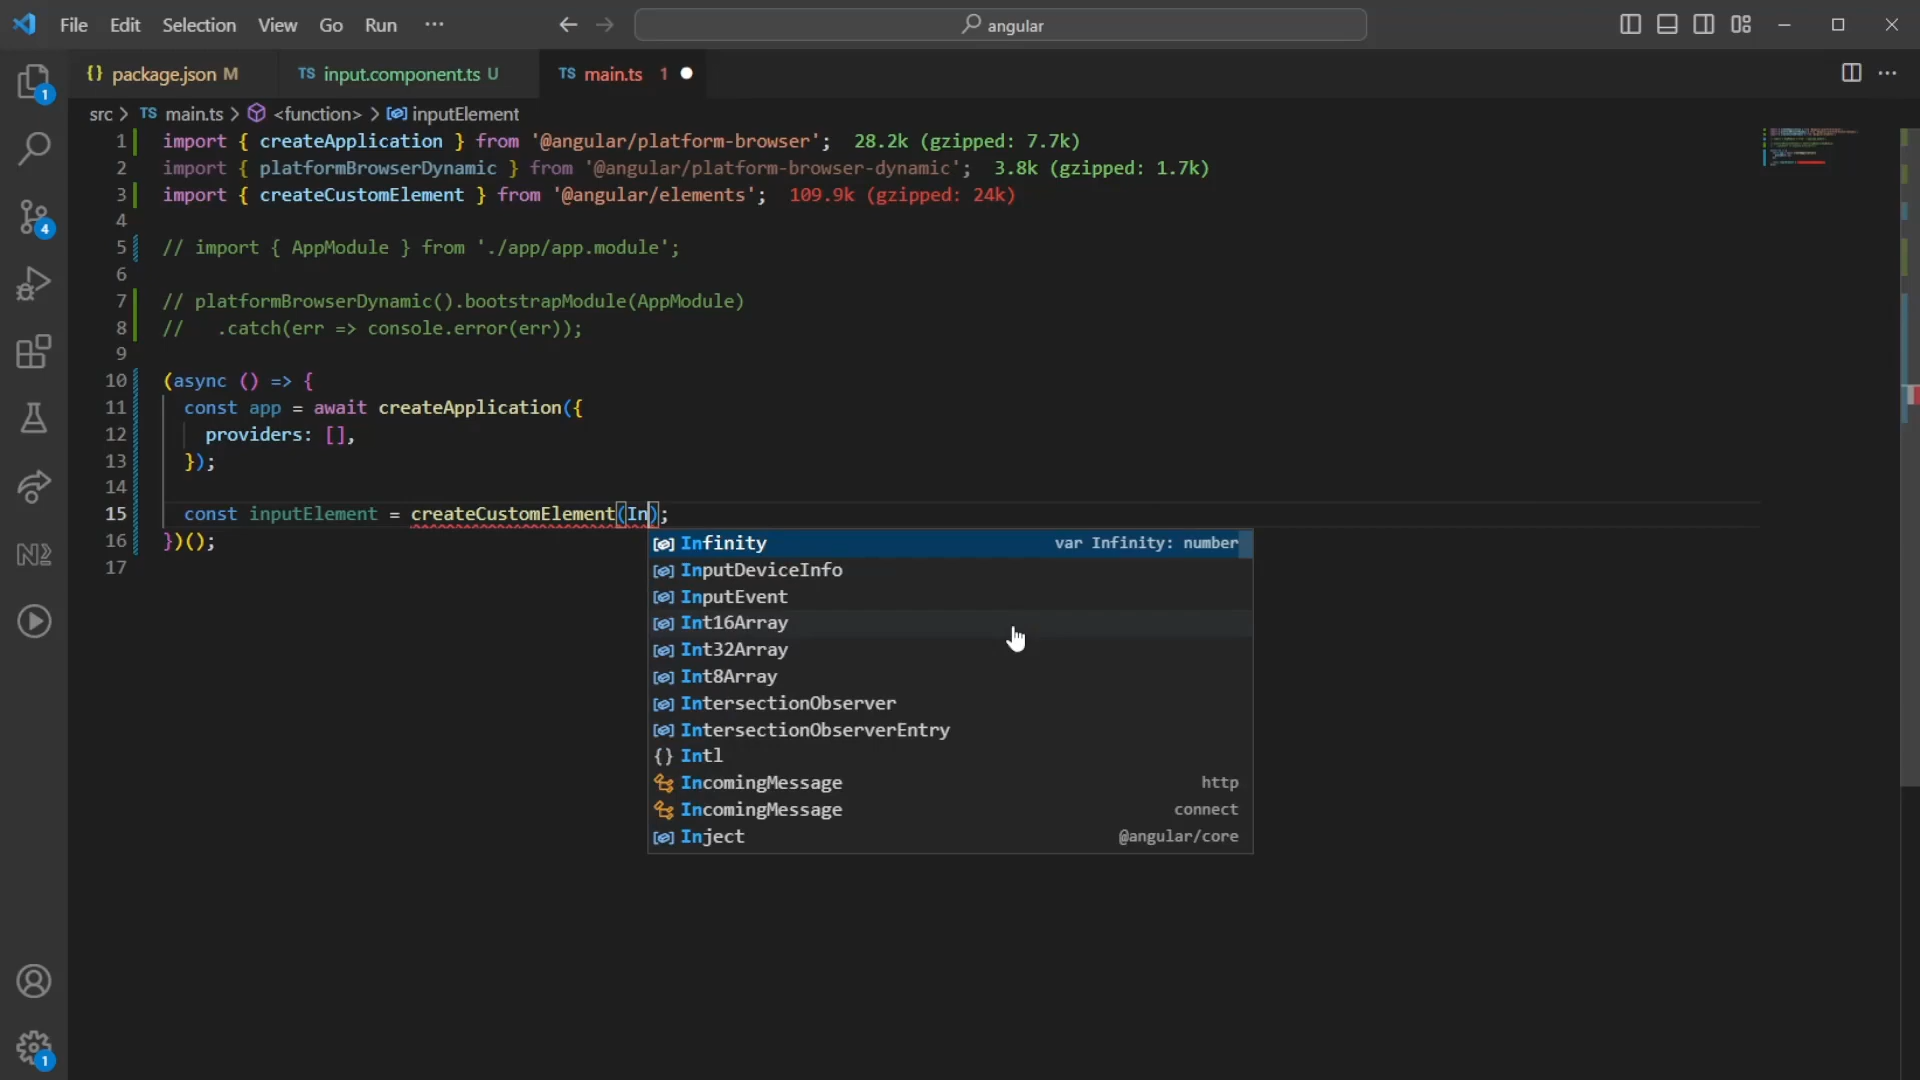 File Edit Selection View Go Run ··· angular
{} package.json M TS input.component.ts U TS main.ts 1
src > TS main.ts > <function> > inputElement
1 import { createApplication } from '@angular/platform-browser'; 28.2k (gzipped: 7.7k)
2 import { platformBrowserDynamic } from '@angular/platform-browser-dynamic'; 3.8k (gzipped: 1.7k)
3 import { createCustomElement } from '@angular/elements'; 109.9k (gzipped: 24k)
4
5 // import { AppModule } from './app/app.module';
6
7 // platformBrowserDynamic().bootstrapModule(AppModule)
8 //   .catch(err => console.error(err));
9
10 (async () => {
11   const app = await createApplication({
12     providers: [],
13   });
14
15   const inputElement = createCustomElement(In);
16 })();
17
Infinity var Infinity: number
InputDeviceInfo
InputEvent
Int16Array
Int32Array
Int8Array
IntersectionObserver
IntersectionObserverEntry
{} Intl
IncomingMessage http
IncomingMessage connect
Inject @angular/core
1
4
1